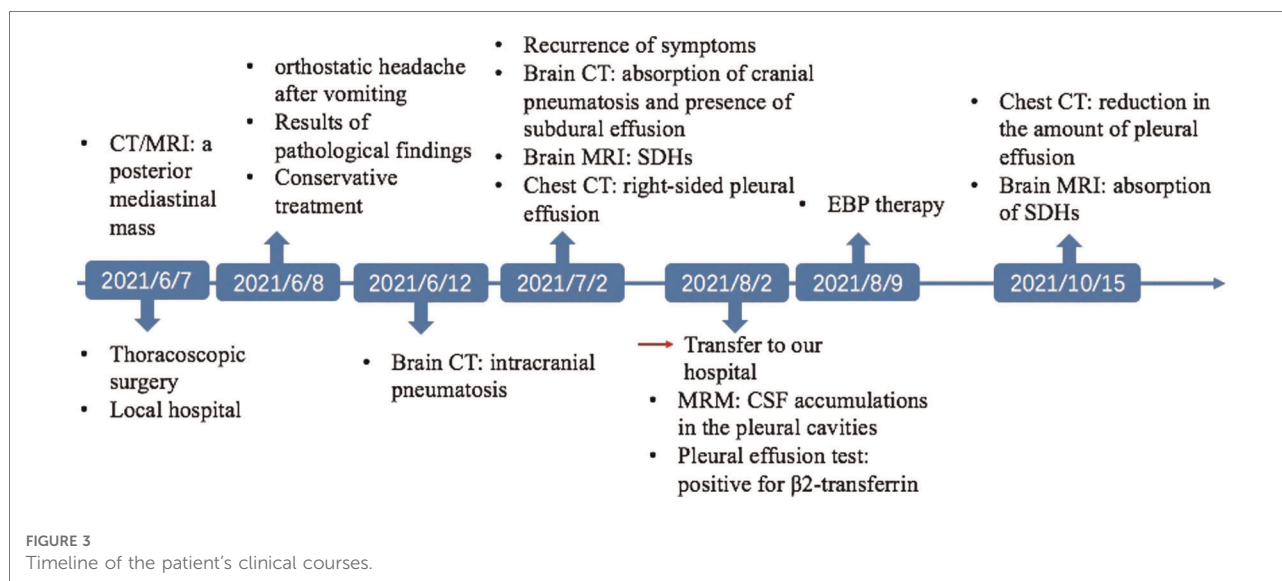 • CT/MRI: a
posterior
mediastinal
mass
• orthostatic headache
after vomiting
• Results of
pathological findings
• Conservative
treatment
• Recurrence of symptoms
• Brain CT: absorption of cranial
pneumatosis and presence of
subdural effusion
• Brain MRI: SDHs
• Chest CT: right-sided pleural
effusion
• EBP therapy
• Chest CT: reduction in
the amount of pleural
effusion
• Brain MRI: absorption
of SDHs
2021/6/7
2021/6/8
2021/6/12
2021/7/2
2021/8/2
2021/8/9
2021/10/15
• Thoracoscopic
surgery
• Local hospital
• Brain CT: intracranial
pneumatosis
Transfer to our
hospital
• MRM: CSF accumulations
in the pleural cavities
• Pleural effusion test:
positive for β2-transferrin
FIGURE 3
Timeline of the patient's clinical courses.